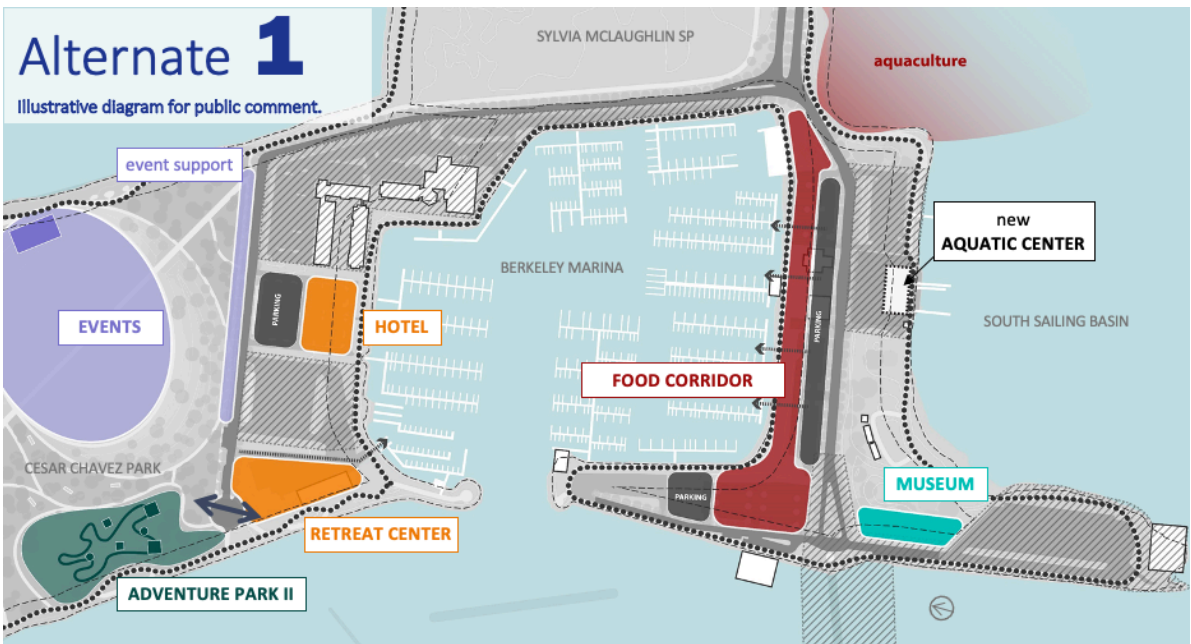 Alternate 1
Illustrative diagram for public comment.
SYLVIA MCLAUGHLIN SP
aquaculture
event support
new
AQUATIC CENTER
BERKELEY MARINA
EVENTS
PARKING
HOTEL
PARKING
SOUTH SAILING BASIN
FOOD CORRIDOR
CESAR CHAVEZ PARK
MUSEUM
PARKING
RETREAT CENTER
ADVENTURE PARK II